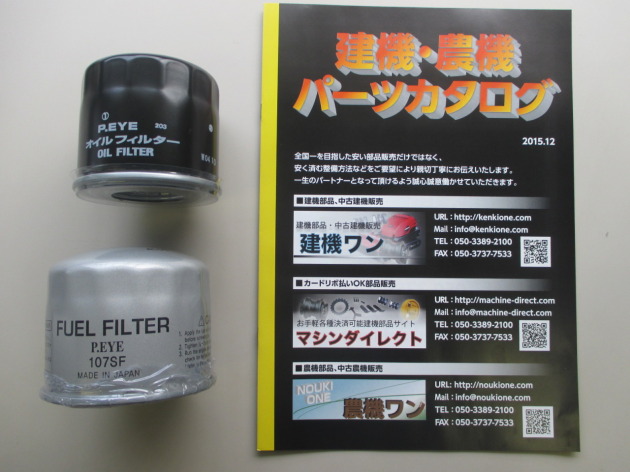 ①
P.EYE 303
オイルフィルター
OIL FILTER
FUEL FILTER
P.EYE
107SF
MADE IN JAPAN
建機・農機
パーツカタログ
2015.12
全国一を目指した安い部品販売だけではなく、
安く済む整備方法などをご要望により親切丁寧にお伝えいたします。
一生のパートナーとなって頂けるよう誠心誠意働かせていただきます。
■建機部品、中古建機販売
建機部品・中古建機販売
建機ワン
URL : http://kenkione.com
Mail : info@kenkione.com
TEL : 050-3389-2100
FAX : 050-3737-7533
■カードリボ払いOK部品販売
お手軽各種決済可能建機部品サイト
マシンダイレクト
URL : http://machine-direct.com
Mail : info@machine-direct.com
TEL : 050-3389-2100
FAX : 050-3737-7533
■農機部品、中古農機販売
NOUKI
ONE
農機ワン
URL : http://noukione.com
Mail : info@noukione.com
TEL : 050-3389-2100
FAX : 050-3737-7533